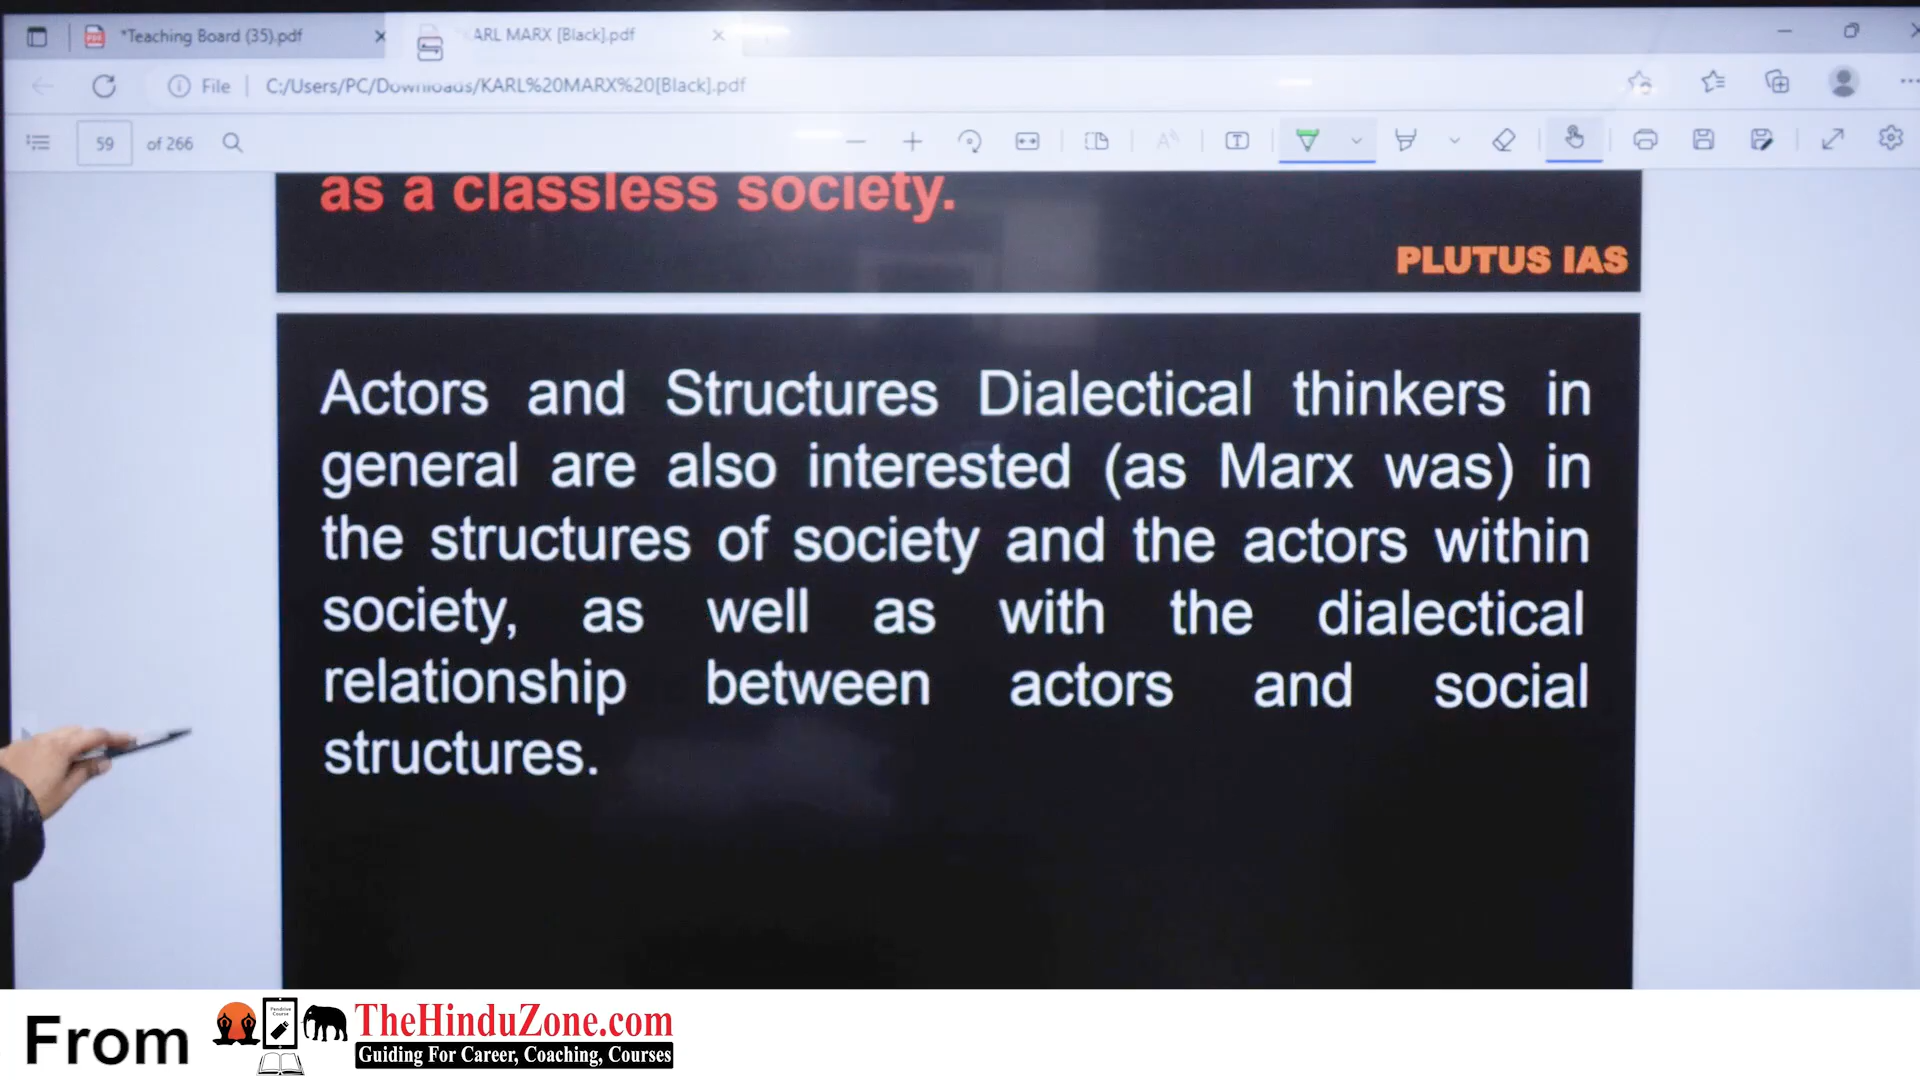 *Teaching Board (35).pdf
ARL MARX [Black].pdf
File
C:/Users/PC/Downloads/KARL%20MARX%20[Black].pdf
59 of 266
as a classless society.
PLUTUS IAS
Actors and Structures Dialectical thinkers in
general are also interested (as Marx was) in
the structures of society and the actors within
society, as well as with the dialectical
relationship between actors and social
structures.
From
TheHinduZone.com
Guiding For Career, Coaching, Courses